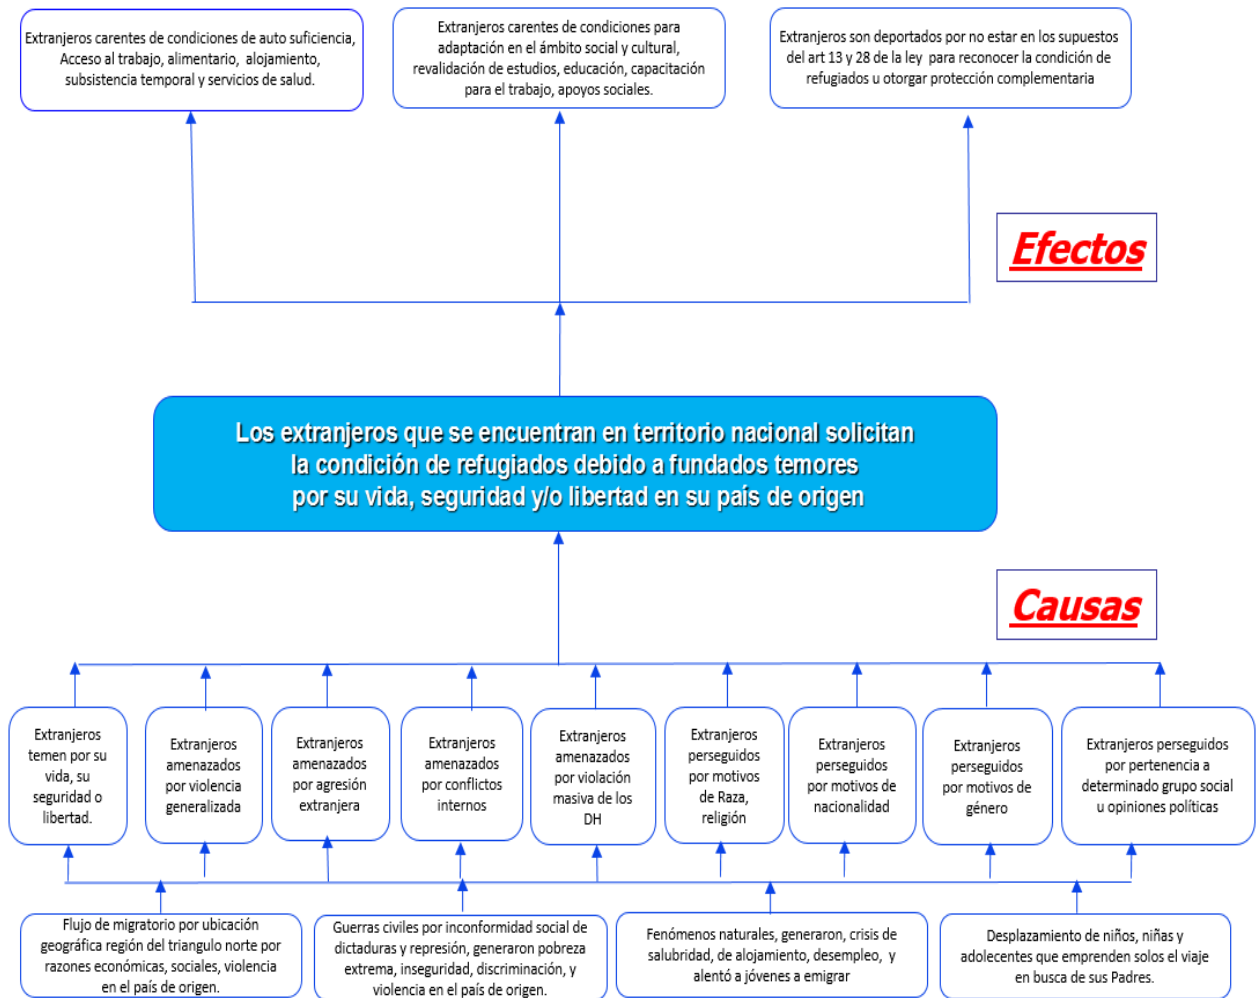 Extranjeros carentes de condiciones de auto suficiencia,
Acceso al trabajo, alimentario, alojamiento,
subsistencia temporal y servicios de salud.
Extranjeros carentes de condiciones para
adaptación en el ámbito social y cultural,
revalidación de estudios, educación, capacitación
para el trabajo, apoyos sociales.
Extranjeros son deportados por no estar en los supuestos
del art 13 y 28 de la ley para reconocer la condición de
refugiados u otorgar protección complementaria
Efectos
Los extranjeros que se encuentran en territorio nacional solicitan
la condición de refugiados debido a fundados temores
por su vida, seguridad y/o libertad en su país de origen
Causas
Extranjeros
temen por su
vida, su
seguridad o
libertad.
Extranjeros
amenazados
por violencia
generalizada
Extranjeros
amenazados
por agresión
extranjera
Extranjeros
amenazados
por conflictos
internos
Extranjeros
amenazados
por violación
masiva de los
DH
Extranjeros
perseguidos
por motivos
de Raza,
religión
Extranjeros
perseguidos
por motivos de
nacionalidad
Extranjeros
perseguidos
por motivos de
género
Extranjeros perseguidos
por pertenencia a
determinado grupo social
u opiniones políticas
Flujo de migratorio por ubicación
geográfica región del triangulo norte por
razones económicas, sociales, violencia
en el país de origen.
Guerras civiles por inconformidad social de
dictaduras y represión, generaron pobreza
extrema, inseguridad, discriminación, y
violencia en el país de origen.
Fenómenos naturales, generaron, crisis de
salubridad, de alojamiento, desempleo, y
alentó a jóvenes a emigrar
Desplazamiento de niños, niñas y
adolecentes que emprenden solos el viaje
en busca de sus Padres.